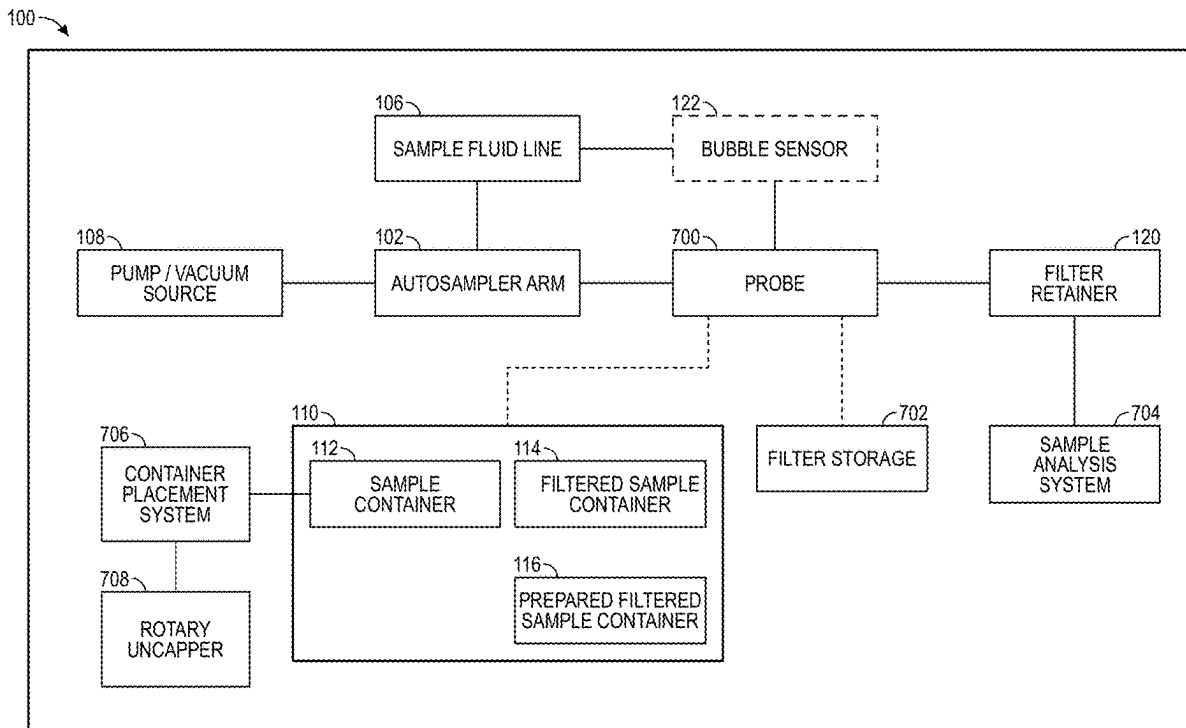 100
106
SAMPLE FLUID LINE
122
BUBBLE SENSOR
108
PUMP / VACUUM
SOURCE
102
AUTOSAMPLER ARM
700
PROBE
120
FILTER
RETAINER
706
CONTAINER
PLACEMENT
SYSTEM
110
112
SAMPLE
CONTAINER
114
FILTERED SAMPLE
CONTAINER
702
FILTER STORAGE
704
SAMPLE
ANALYSIS
SYSTEM
708
ROTARY
UNCAPPER
116
PREPARED FILTERED
SAMPLE CONTAINER